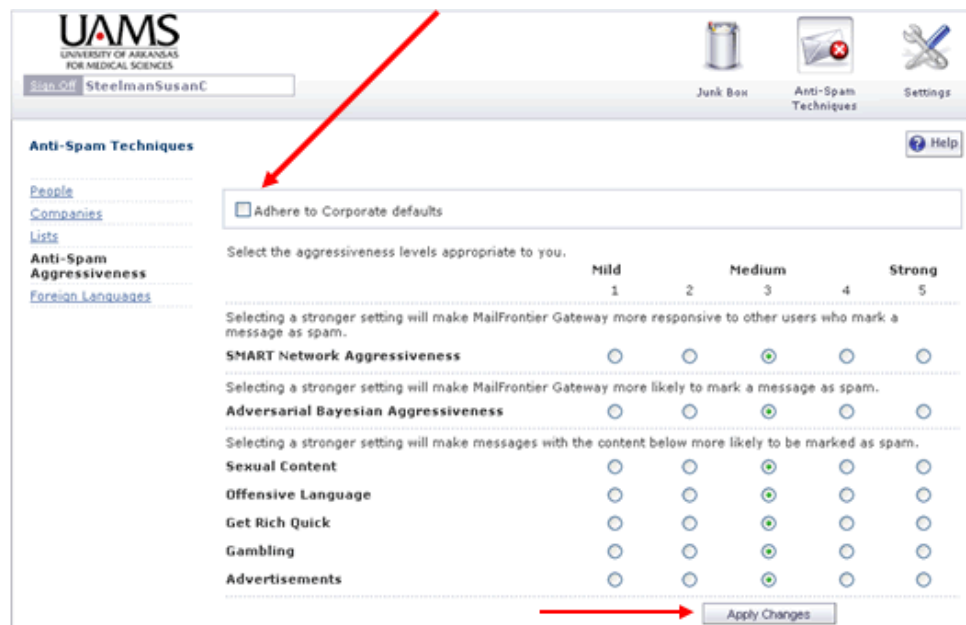 UAMS
UNIVERSITY OF ARKANSAS
FOR MEDICAL SCIENCES
Sign Off SteelmanSusanC
Junk Box
Anti-Spam
Techniques
Settings
Anti-Spam Techniques
Help
People
Companies
Lists
Anti-Spam
Aggressiveness
Foreign Languages
Adhere to Corporate defaults
Select the aggressiveness levels appropriate to you.
Mild Medium Strong
1 2 3 4 5
Selecting a stronger setting will make MailFrontier Gateway more responsive to other users who mark a
message as spam.
SMART Network Aggressiveness
Selecting a stronger setting will make MailFrontier Gateway more likely to mark a message as spam.
Adversarial Bayesian Aggressiveness
Selecting a stronger setting will make messages with the content below more likely to be marked as spam.
Sexual Content
Offensive Language
Get Rich Quick
Gambling
Advertisements
Apply Changes